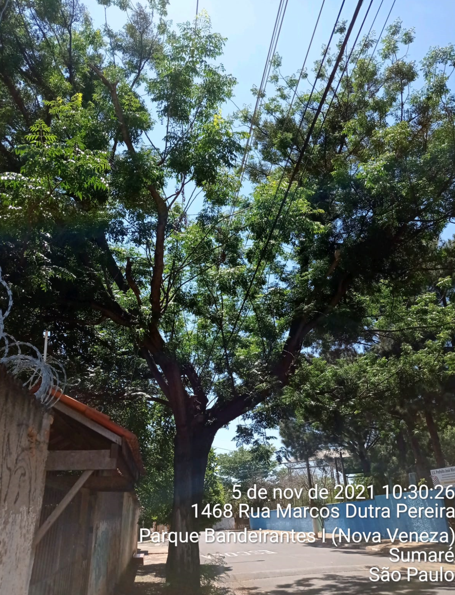 5 de nov de 2021 10:30:26
1468 Rua Marcos Dutra Pereira
Parque Bandeirantes I (Nova Veneza)
Sumaré
São Paulo